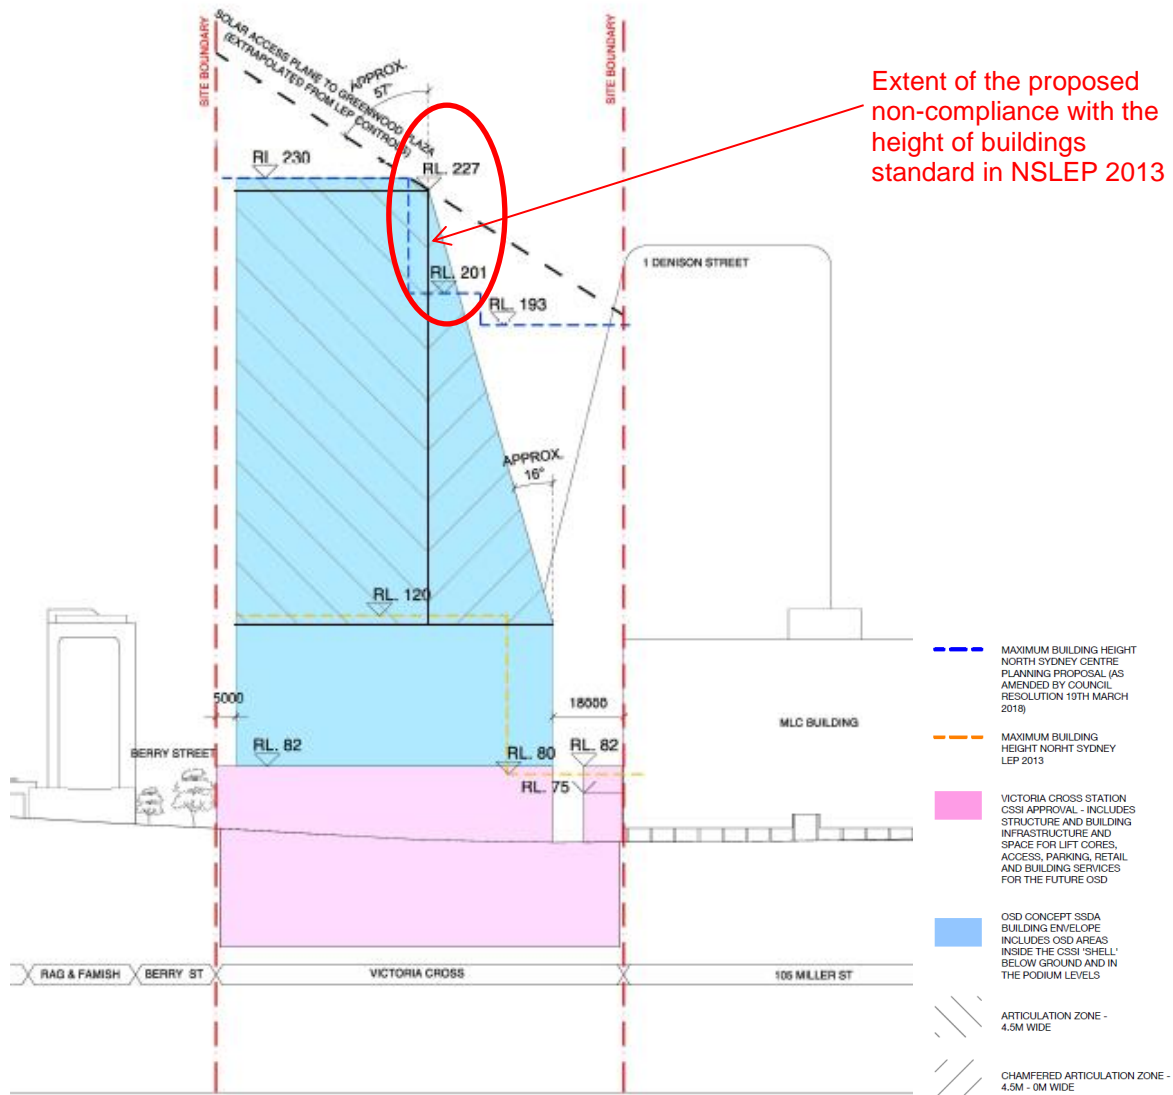 SITE BOUNDARY
SOLAR ACCESS PLANE TO GREENWOOD PLAZA
(EXTRAPOLATED FROM LEP CONTROLS)
APPROX.
57°
SITE BOUNDARY
Extent of the proposed
non-compliance with the
height of buildings
standard in NSLEP 2013
RL 230
RL. 227
1 DENISON STREET
RL. 201
RL. 193
APPROX.
16°
RL. 120
5000
18000
MLC BUILDING
BERRY STREET
RL. 82
RL. 80
RL. 82
RL. 75
RAG & FAMISH
BERRY ST
VICTORIA CROSS
105 MILLER ST
MAXIMUM BUILDING HEIGHT
NORTH SYDNEY CENTRE
PLANNING PROPOSAL (AS
AMENDED BY COUNCIL
RESOLUTION 19TH MARCH
2018)
MAXIMUM BUILDING
HEIGHT NORHT SYDNEY
LEP 2013
VICTORIA CROSS STATION
CSSI APPROVAL - INCLUDES
STRUCTURE AND BUILDING
INFRASTRUCTURE AND
SPACE FOR LIFT CORES,
ACCESS, PARKING, RETAIL
AND BUILDING SERVICES
FOR THE FUTURE OSD
OSD CONCEPT SSDA
BUILDING ENVELOPE
INCLUDES OSD AREAS
INSIDE THE CSSI 'SHELL'
BELOW GROUND AND IN
THE PODIUM LEVELS
ARTICULATION ZONE -
4.5M WIDE
CHAMFERED ARTICULATION ZONE -
4.5M - 0M WIDE